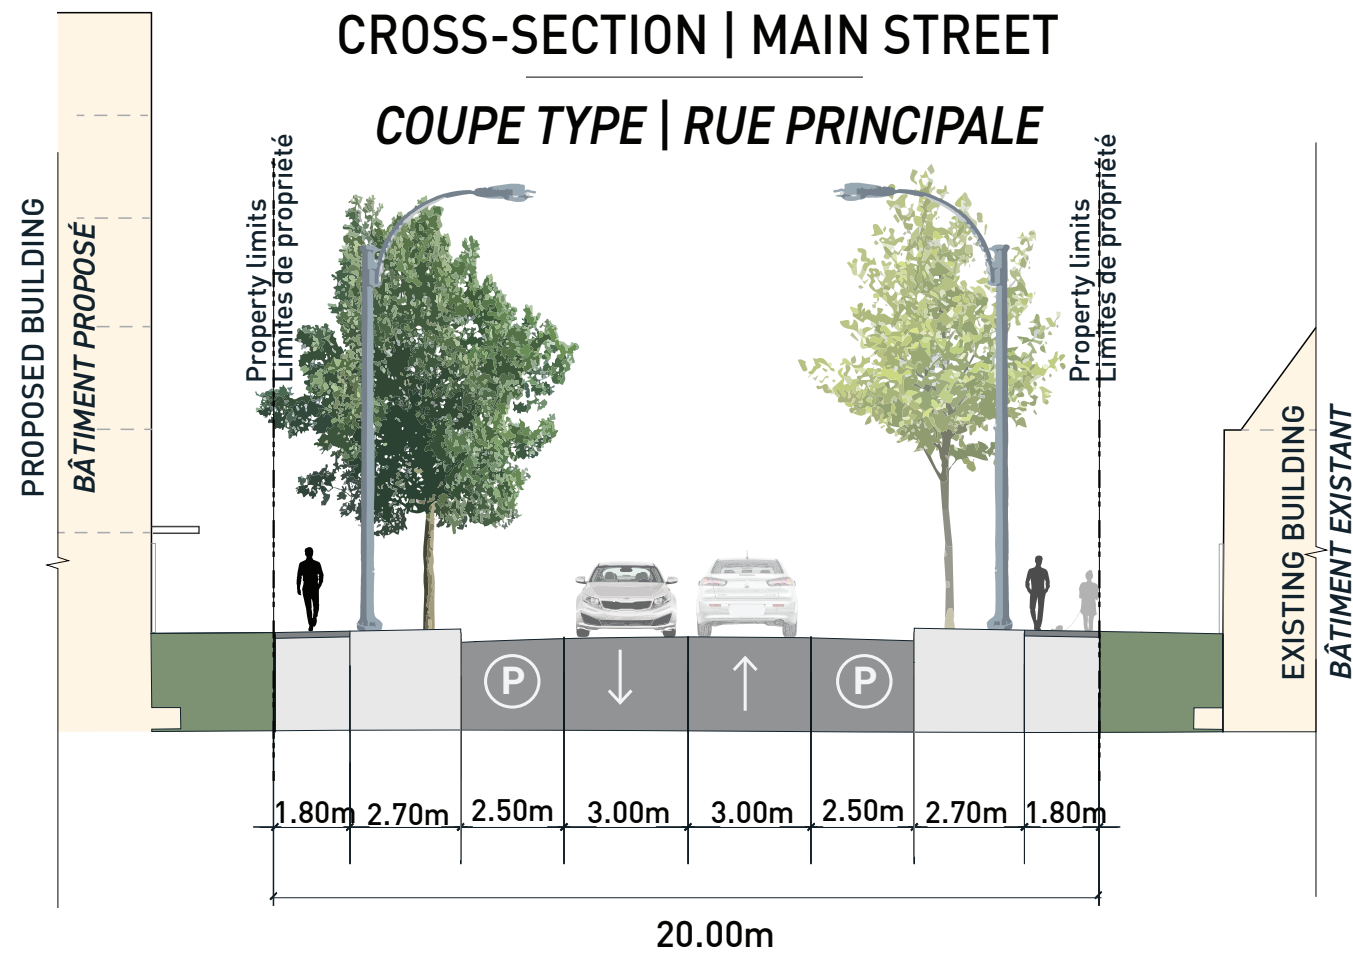 CROSS-SECTION | MAIN STREET
COUPE TYPE | RUE PRINCIPALE
PROPOSED BUILDING
BÂTIMENT PROPOSÉ
Property limits
Limites de propriété
Property limits
Limites de propriété
EXISTING BUILDING
BÂTIMENT EXISTANT
P
P
1.80m 2.70m 2.50m 3.00m 3.00m 2.50m 2.70m 1.80m
20.00m